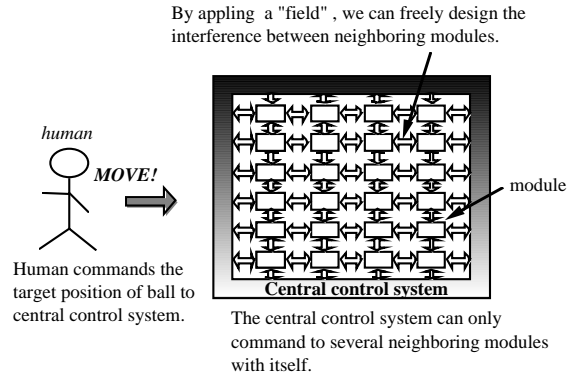 By appling a "field" , we can freely design the
interference between neighboring modules.
human
MOVE!
module
Human commands the
target position of ball to
central control system.
Central control system
The central control system can only
command to several neighboring modules
with itself.